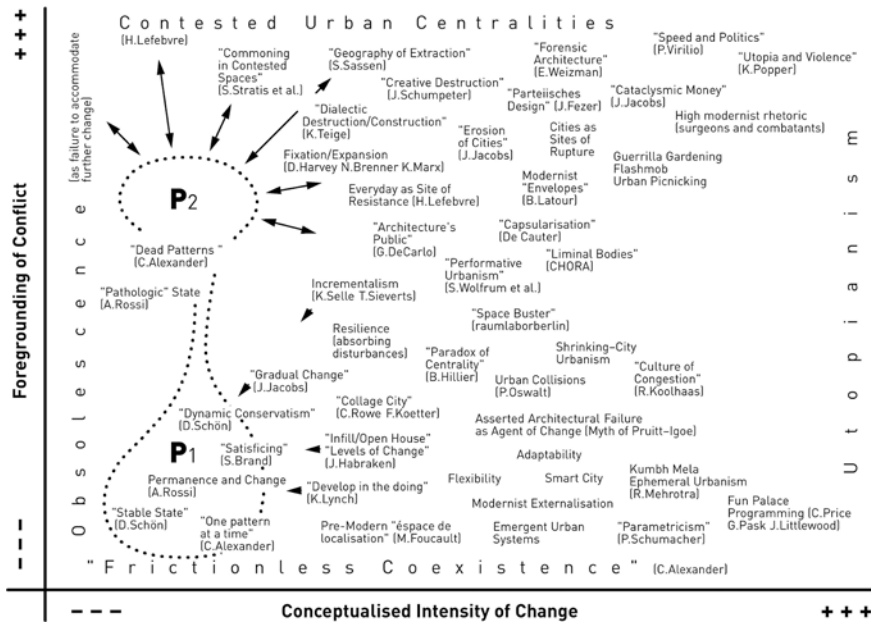 Contested Urban Centralities
(H.Lefebvre)
"Commoning
in Contested
Spaces"
(S.Stratis et al.)
"Geography of Extraction"
(S.Sassen)
"Forensic
Architecture"
(E.Weizman)
"Speed and Politics"
(P.Virilio)
"Utopia and Violence"
(K.Popper)
"Creative Destruction"
(J.Schumpeter)
"Parteiisches
Design" (J.Fezer)
"Cataclysmic Money"
(J.Jacobs)
"Dialectic
Destruction/Construction"
(K.Teige)
High modernist rhetoric
(surgeons and combatants)
"Erosion
of Cities"
(J.Jacobs)
Cities as
Sites of
Rupture
(as failure to accommodate
further change)
Fixation/Expansion
(D.Harvey N.Brenner K.Marx)
Guerrilla Gardening
Flashmob
Urban Picnicking
P2
Everyday as Site of
Resistance (H.Lefebvre)
Modernist
"Envelopes"
(B.Latour)
"Architecture's
Public"
(G.DeCarlo)
"Capsularisation"
(De Cauter)
"Dead Patterns"
(C.Alexander)
"Performative
Urbanism"
(S.Wolfrum et al.)
"Liminal Bodies"
(CHORA)
"Pathologic" State
(A.Rossi)
Incrementalism
(K.Selle T.Sieverts)
"Space Buster"
(raumlaborberlin)
Resilience
(absorbing
disturbances)
"Paradox of
Centrality"
(B.Hillier)
Shrinking–City
Urbanism
"Gradual Change"
(J.Jacobs)
Urban Collisions
(P.Oswalt)
"Culture of
Congestion"
(R.Koolhaas)
"Dynamic Conservatism"
(D.Schön)
"Collage City"
(C.Rowe F.Koetter)
Asserted Architectural Failure
as Agent of Change (Myth of Pruitt–Igoe)
P1
"Satisficing"
(S.Brand)
"Infill/Open House"
"Levels of Change"
(J.Habraken)
Adaptability
Permanence and Change
(A.Rossi)
"Develop in the doing"
(K.Lynch)
Flexibility
Smart City
Kumbh Mela
Ephemeral Urbanism
(R.Mehrotra)
"Stable State"
(D.Schön)
"One pattern
at a time"
(C.Alexander)
Modernist Externalisation
Fun Palace
Programming (C.Price
G.Pask J.Littlewood)
Pre-Modern "éspace de
localisation" (M.Foucault)
Emergent Urban
Systems
"Parametricism"
(P.Schumacher)
"Frictionless Coexistence" (C.Alexander)
Obsolescence
Utopianism
+++
Foregrounding of Conflict
– – –
– – –
Conceptualised Intensity of Change
+++